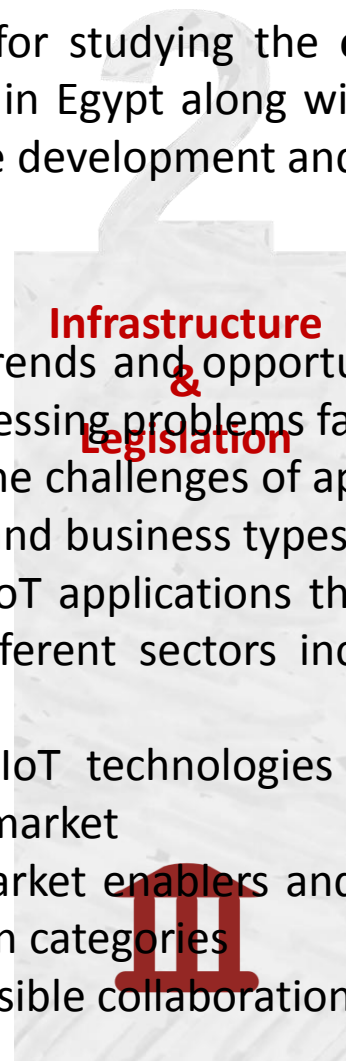 2
for studying the
in Egypt along wi
development and
Infrastructure
rends and opportu
&
essing problems fa
Legislation
he challenges of ap
nd business types
oT applications th
ferent sectors inc
IoT technologies
market
arket enablers and
n categories
sible collaboration